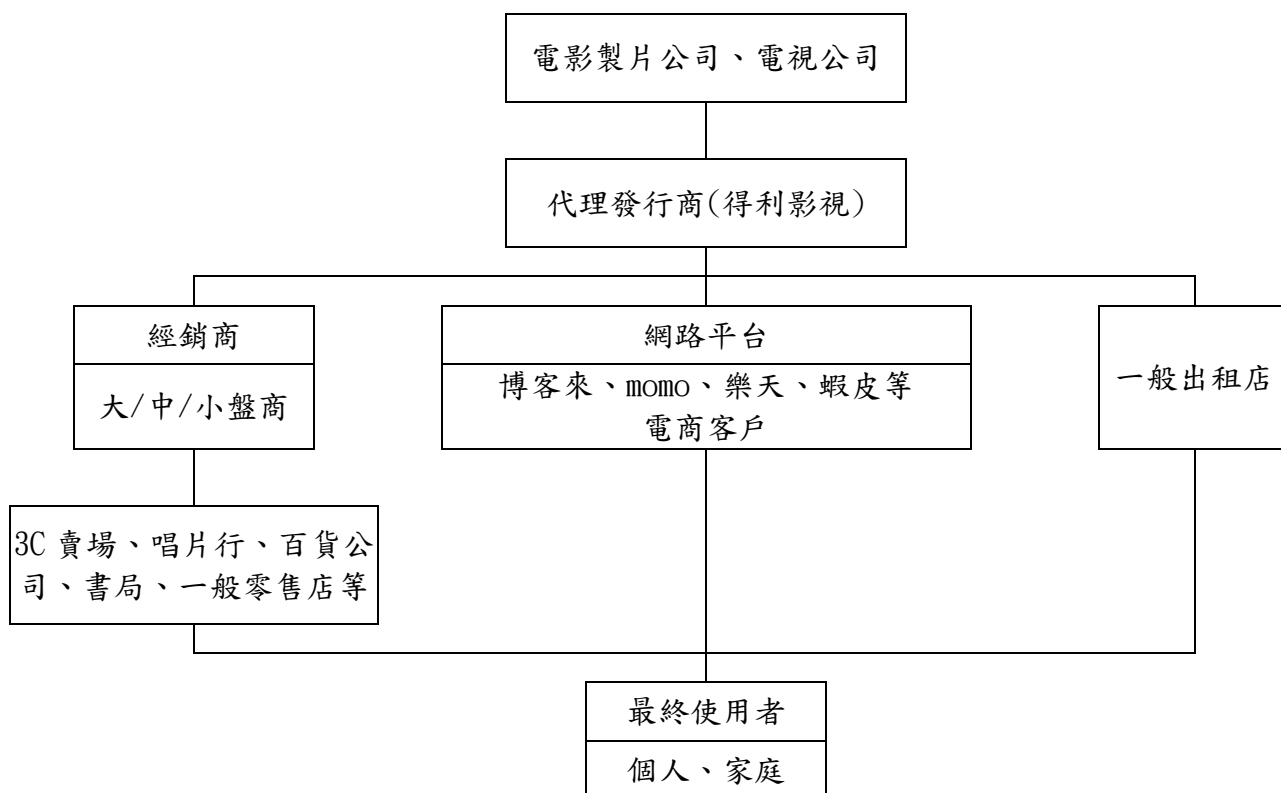 電影製片公司、電視公司
代理發行商(得利影視)
經銷商
大/中/小盤商
網路平台
博客來、momo、樂天、蝦皮等
電商客戶
一般出租店
3C 賣場、唱片行、百貨公
司、書局、一般零售店等
最終使用者
個人、家庭